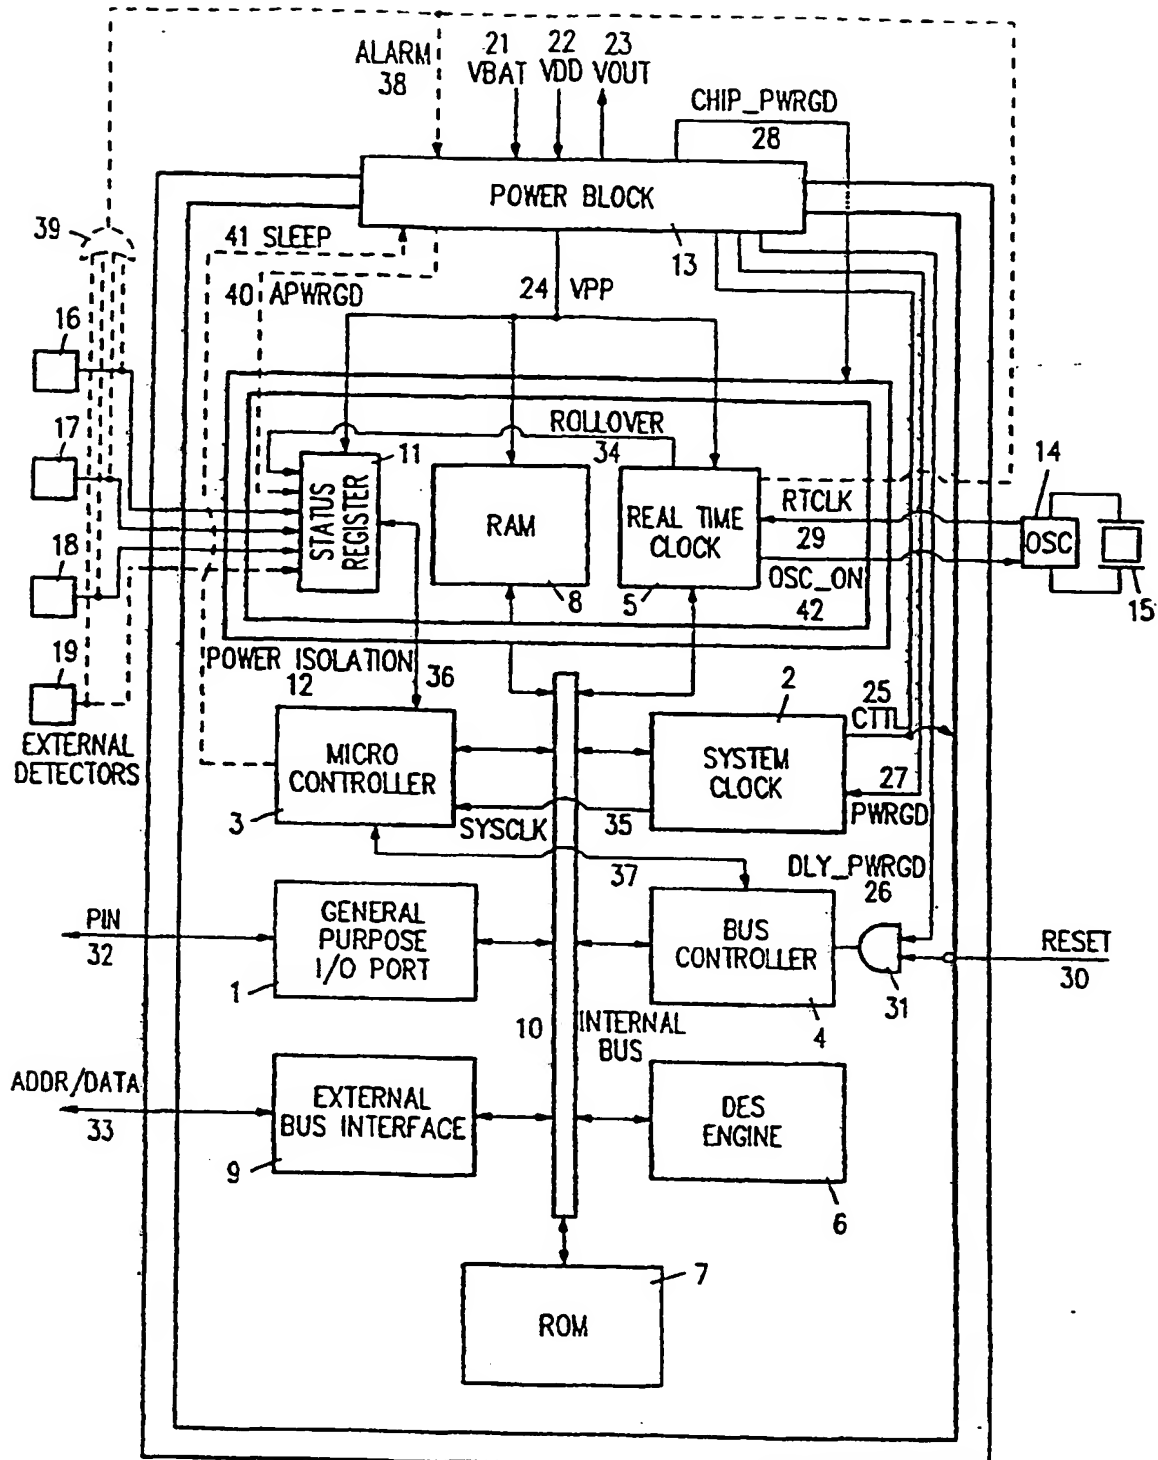 21
22
23
ALARM
38
VBAT
VDD
VOUT
CHIP_PWRGD
28
POWER BLOCK
13
39
41 SLEEP
40 APWRGD
24
VPP
16
17
18
19
EXTERNAL
DETECTORS
ROLLOVER
34
11
STATUS
REGISTER
RAM
8
REAL TIME
CLOCK
5
RTCLK
29
OSC_ON
42
14
OSC
15
POWER ISOLATION
12
36
MICRO
CONTROLLER
3
2
SYSTEM
CLOCK
25
CTTL
27
PWRGD
SYSCLK
35
37
DLY_PWRGD
26
PIN
32
GENERAL
PURPOSE
I/O PORT
1
BUS
CONTROLLER
4
31
RESET
30
10
INTERNAL
BUS
ADDR/DATA
33
EXTERNAL
BUS INTERFACE
9
DES
ENGINE
6
7
ROM